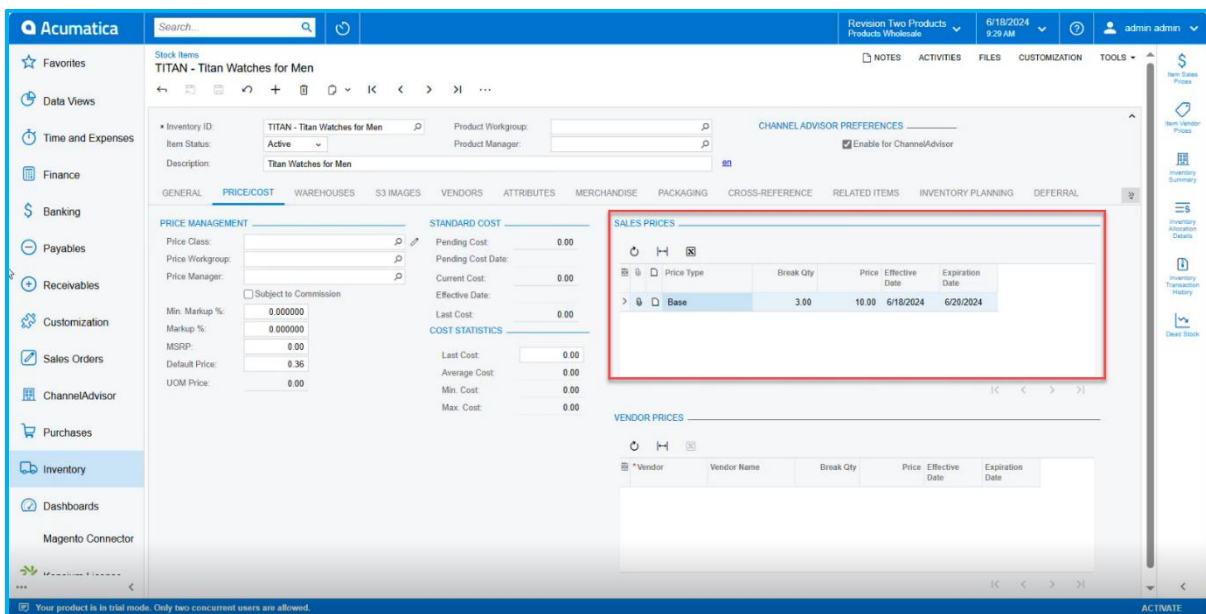 Acumatica
Search...
Revision Two Products
Products Wholesale
6/18/2024
9:29 AM
admin admin
Favorites
Data Views
Time and Expenses
Finance
Banking
Payables
Receivables
Customization
Sales Orders
ChannelAdvisor
Purchases
Inventory
Dashboards
Magento Connector
Stock Items
TITAN - Titan Watches for Men
NOTES ACTIVITIES FILES CUSTOMIZATION TOOLS
* Inventory ID: TITAN - Titan Watches for Men
Item Status: Active
Description: Titan Watches for Men
en
Product Workgroup:
Product Manager:
CHANNEL ADVISOR PREFERENCES
Enable for ChannelAdvisor
GENERAL PRICE/COST WAREHOUSES S3 IMAGES VENDORS ATTRIBUTES MERCHANDISE PACKAGING CROSS-REFERENCE RELATED ITEMS INVENTORY PLANNING DEFERRAL
PRICE MANAGEMENT
Price Class:
Price Workgroup:
Price Manager:
Subject to Commission
Min. Markup %: 0.000000
Markup %: 0.000000
MSRP: 0.00
Default Price: 0.36
UOM Price: 0.00
STANDARD COST
Pending Cost: 0.00
Pending Cost Date:
Current Cost: 0.00
Effective Date:
Last Cost: 0.00
COST STATISTICS
Last Cost: 0.00
Average Cost: 0.00
Min. Cost: 0.00
Max. Cost: 0.00
SALES PRICES
Price Type Break Qty Price Effective Date Expiration Date
Base 3.00 10.00 6/18/2024 6/20/2024
VENDOR PRICES
* Vendor Vendor Name Break Qty Price Effective Date Expiration Date
Item Sales Prices
Item Vendor Prices
Inventory Summary
Inventory Allocation Details
Inventory Transaction History
Dead Stock
Your product is in trial mode. Only two concurrent users are allowed.
ACTIVATE